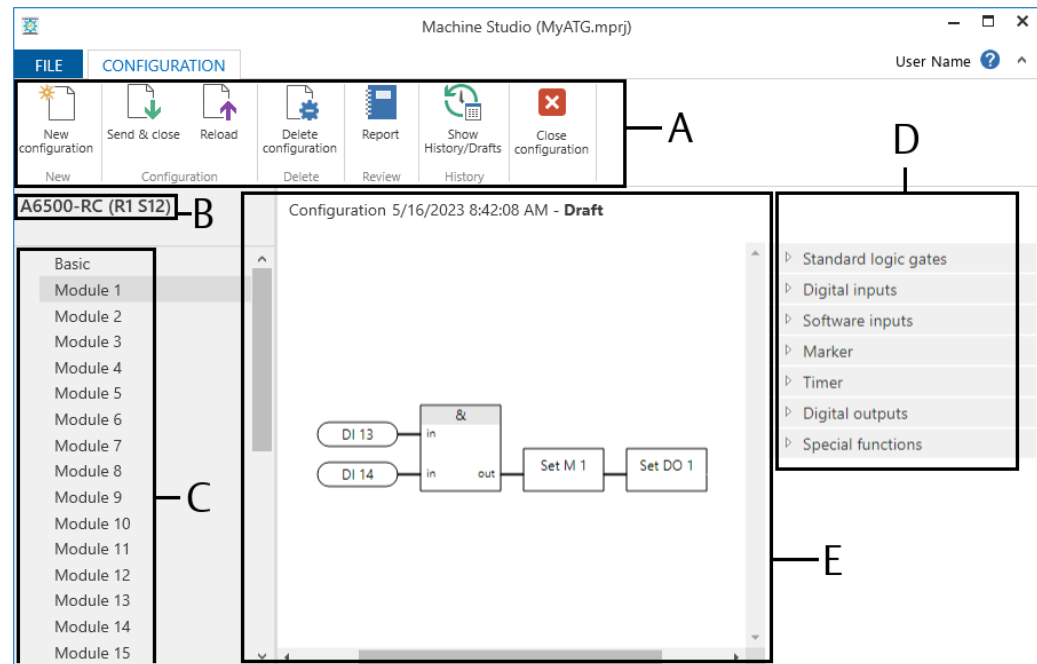 Machine Studio (MyATG.mprj)
FILE CONFIGURATION User Name ?
New configuration
Send & close
Reload
Delete configuration
Report
Show History/Drafts
Close configuration
New Configuration Delete Review History
A
D
A6500-RC (R1 S12)
B
Configuration 5/16/2023 8:42:08 AM - Draft
Basic
Module 1
Module 2
Module 3
Module 4
Module 5
Module 6
Module 7
Module 8
Module 9
Module 10
Module 11
Module 12
Module 13
Module 14
Module 15
C
&
DI 13 in
DI 14 in out
Set M 1
Set DO 1
E
Standard logic gates
Digital inputs
Software inputs
Marker
Timer
Digital outputs
Special functions